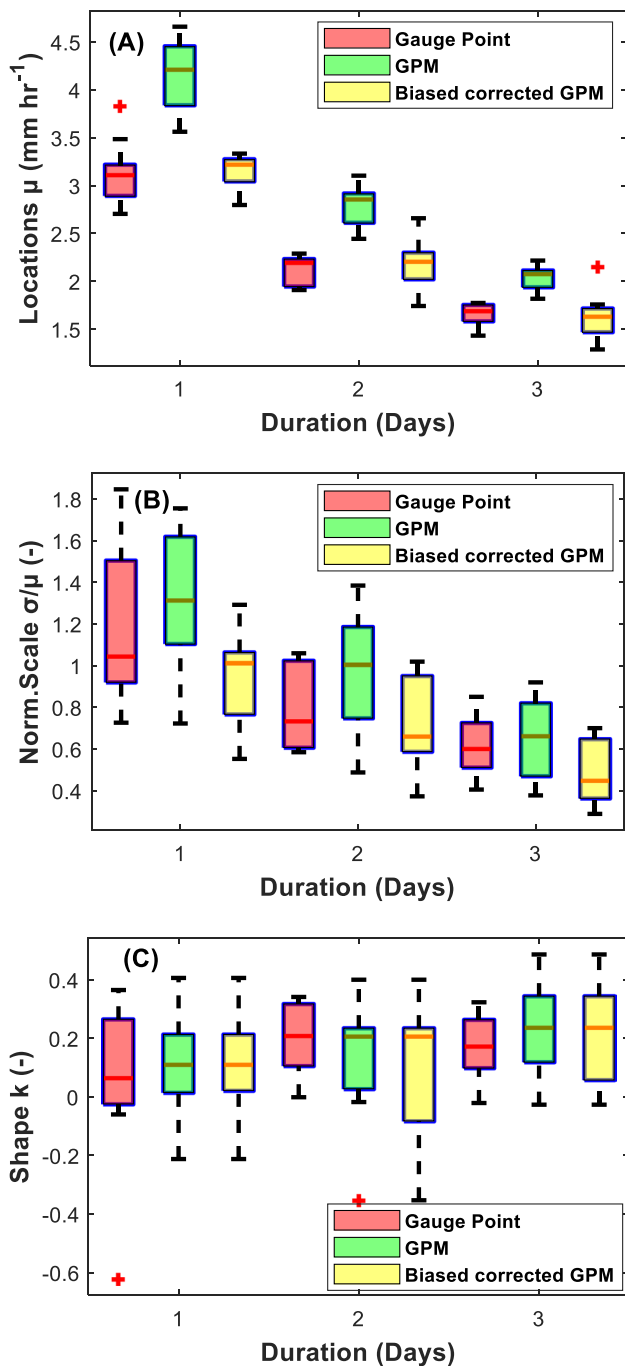 (A)
Gauge Point
GPM
Biased corrected GPM
4.5
4
3.5
3
2.5
2
1.5
Locations µ (mm hr⁻¹)
1 2 3
Duration (Days)
(B)
Gauge Point
GPM
Biased corrected GPM
1.8
1.6
1.4
1.2
1
0.8
0.6
0.4
Norm.Scale σ/µ (-)
1 2 3
Duration (Days)
(C)
0.4
0.2
0
-0.2
-0.4
-0.6
Shape k (-)
Gauge Point
GPM
Biased corrected GPM
1 2 3
Duration (Days)